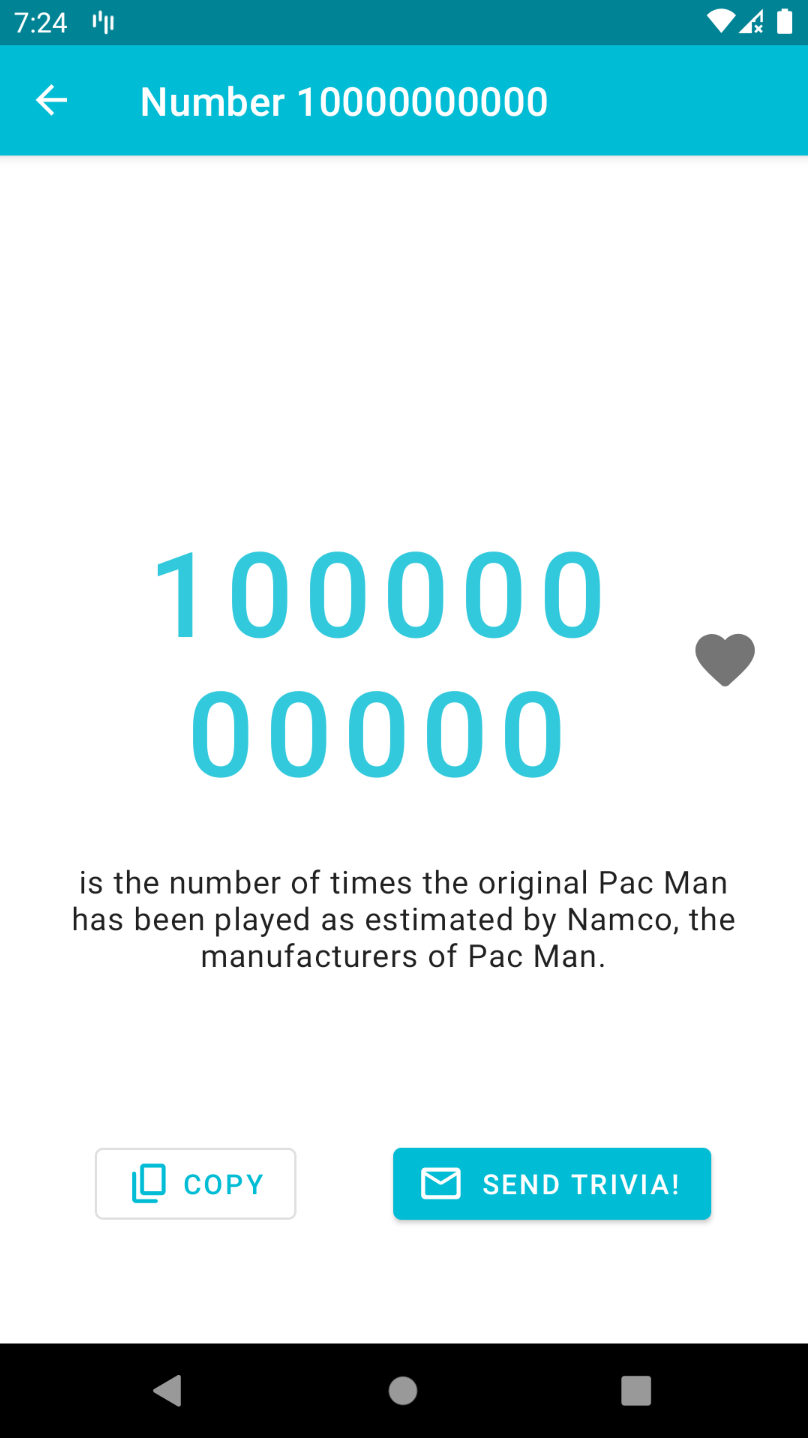 7:24
Number 10000000000
100000
00000
is the number of times the original Pac Man
has been played as estimated by Namco, the
manufacturers of Pac Man.
COPY
SEND TRIVIA!